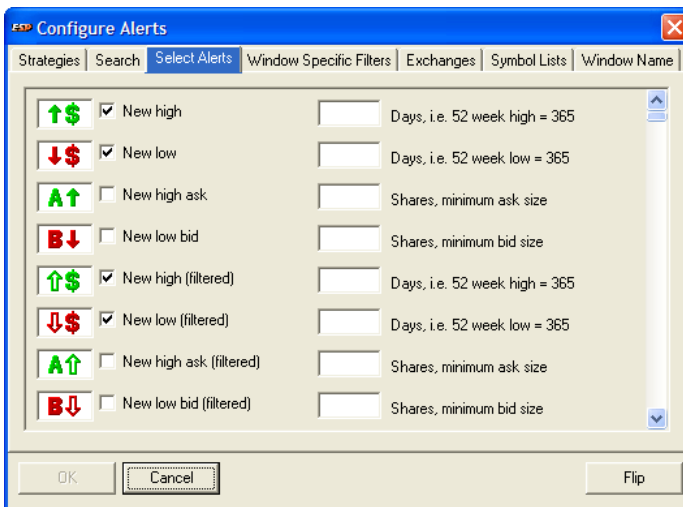 ESP Configure Alerts
Strategies Search Select Alerts Window Specific Filters Exchanges Symbol Lists Window Name
$ New high Days, i.e. 52 week high = 365
$ New low Days, i.e. 52 week low = 365
A New high ask Shares, minimum ask size
B New low bid Shares, minimum bid size
$ New high (filtered) Days, i.e. 52 week high = 365
$ New low (filtered) Days, i.e. 52 week low = 365
A New high ask (filtered) Shares, minimum ask size
B New low bid (filtered) Shares, minimum bid size
OK Cancel Flip